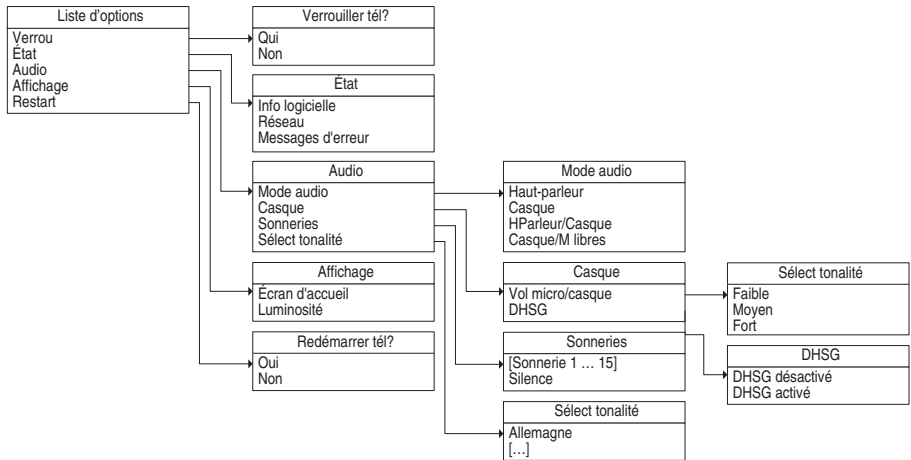 Liste d'options
Verrou
État
Audio
Affichage
Restart
Verrouiller tél?
Qui
Non
État
Info logicielle
Réseau
Messages d'erreur
Audio
Mode audio
Casque
Sonneries
Sélect tonalité
Mode audio
Haut-parleur
Casque
HParleur/Casque
Casque/M libres
Affichage
Écran d'accueil
Luminosité
Casque
Vol micro/casque
DHSG
Sélect tonalité
Faible
Moyen
Fort
Redémarrer tél?
Oui
Non
Sonneries
[Sonnerie 1 ... 15]
Silence
DHSG
DHSG désactivé
DHSG activé
Sélect tonalité
Allemagne
[...]